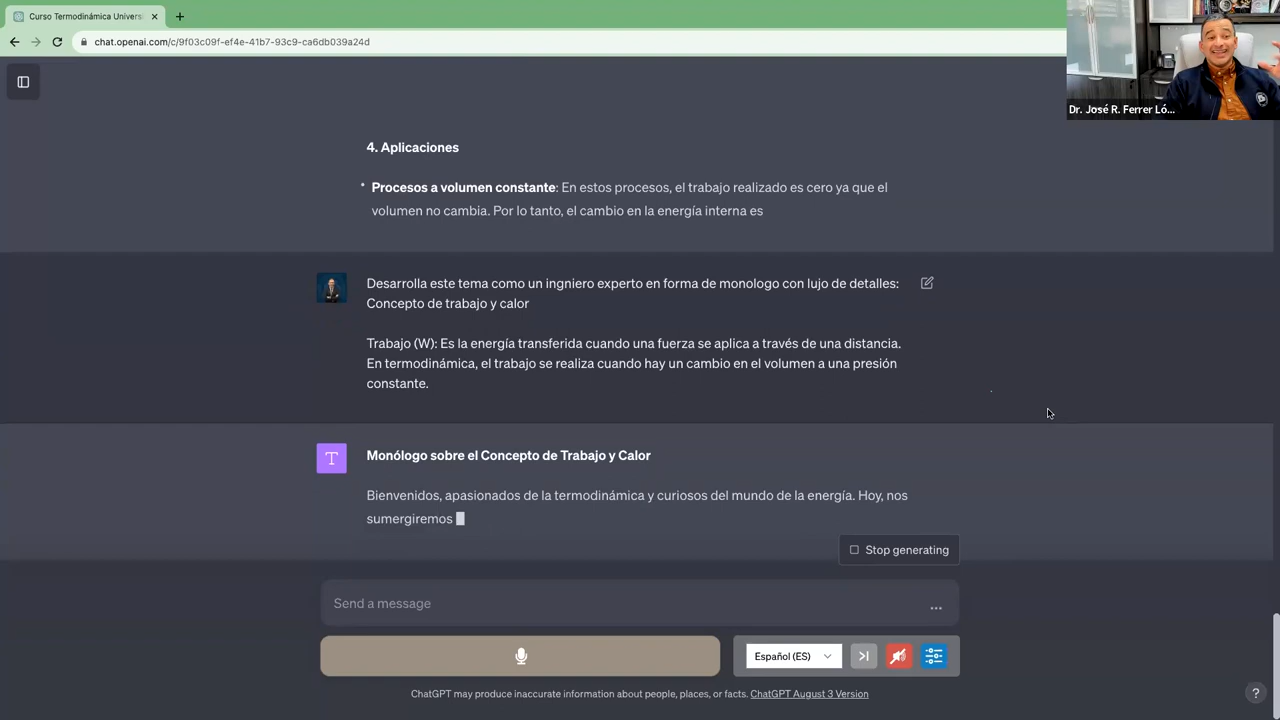 Curso Termodinámica Universi
chat.openai.com/c/9f03c09f-ef4e-41b7-93c9-ca6db039a24d
Dr. José R. Ferrer Ló...
4. Aplicaciones
• Procesos a volumen constante: En estos procesos, el trabajo realizado es cero ya que el
volumen no cambia. Por lo tanto, el cambio en la energía interna es
Desarrolla este tema como un ingniero experto en forma de monologo con lujo de detalles:
Concepto de trabajo y calor
Trabajo (W): Es la energía transferida cuando una fuerza se aplica a través de una distancia.
En termodinámica, el trabajo se realiza cuando hay un cambio en el volumen a una presión
constante.
T
Monólogo sobre el Concepto de Trabajo y Calor
Bienvenidos, apasionados de la termodinámica y curiosos del mundo de la energía. Hoy, nos
sumergiremos
Stop generating
Send a message
...
Español (ES)
ChatGPT may produce inaccurate information about people, places, or facts. ChatGPT August 3 Version
?